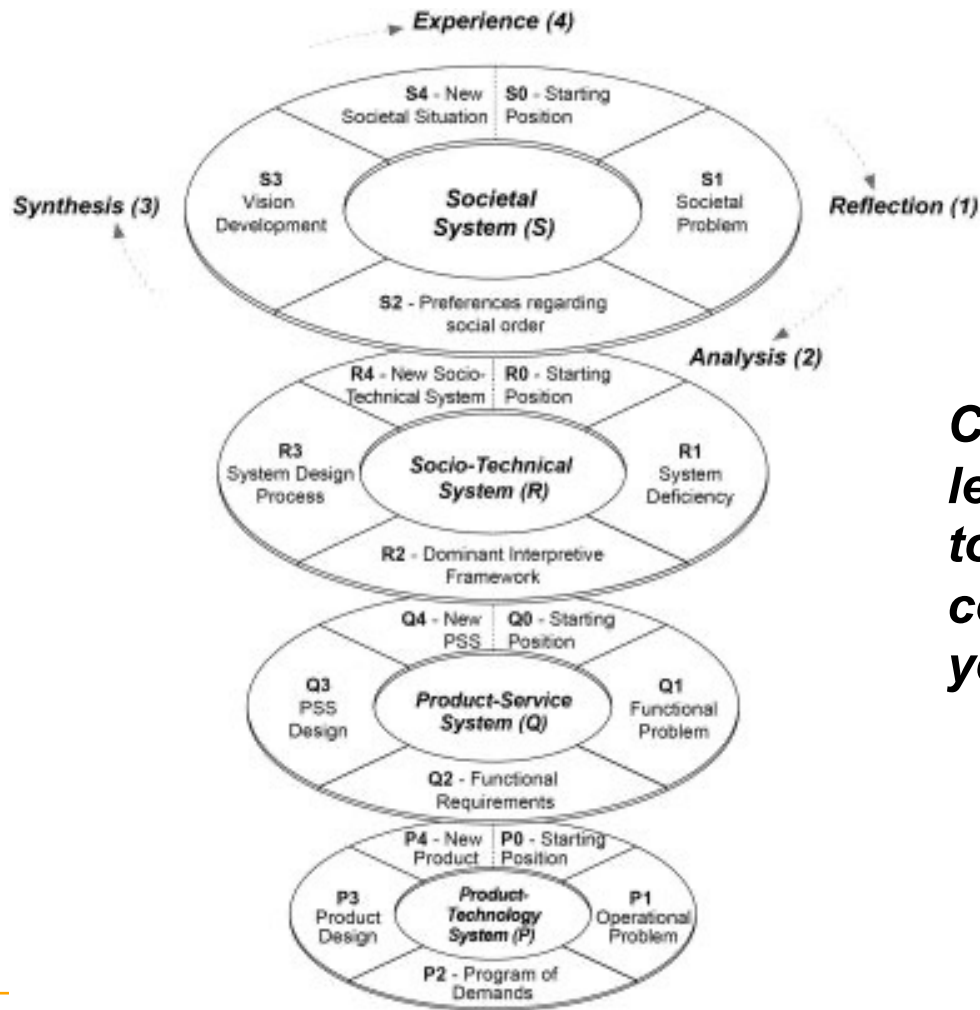 Experience (4)
S4 - New
Societal Situation
S0 - Starting
Position
S3
Vision
Development
Societal
System (S)
S1
Societal
Problem
Synthesis (3)
Reflection (1)
S2 - Preferences regarding
social order
Analysis (2)
R4 - New Socio-
Technical System
R0 - Starting
Position
R3
System Design
Process
Socio-Technical
System (R)
R1
System
Deficiency
R2 - Dominant Interpretive
Framework
Q4 - New
PSS
Q0 - Starting
Position
Q3
PSS
Design
Product-Service
System (Q)
Q1
Functional
Problem
Q2 - Functional
Requirements
P4 - New
Product
P0 - Starting
Position
P3
Product
Design
Product-
Technology
System (P)
P1
Operational
Problem
P2 - Program of
Demands
C
le
to
c
y